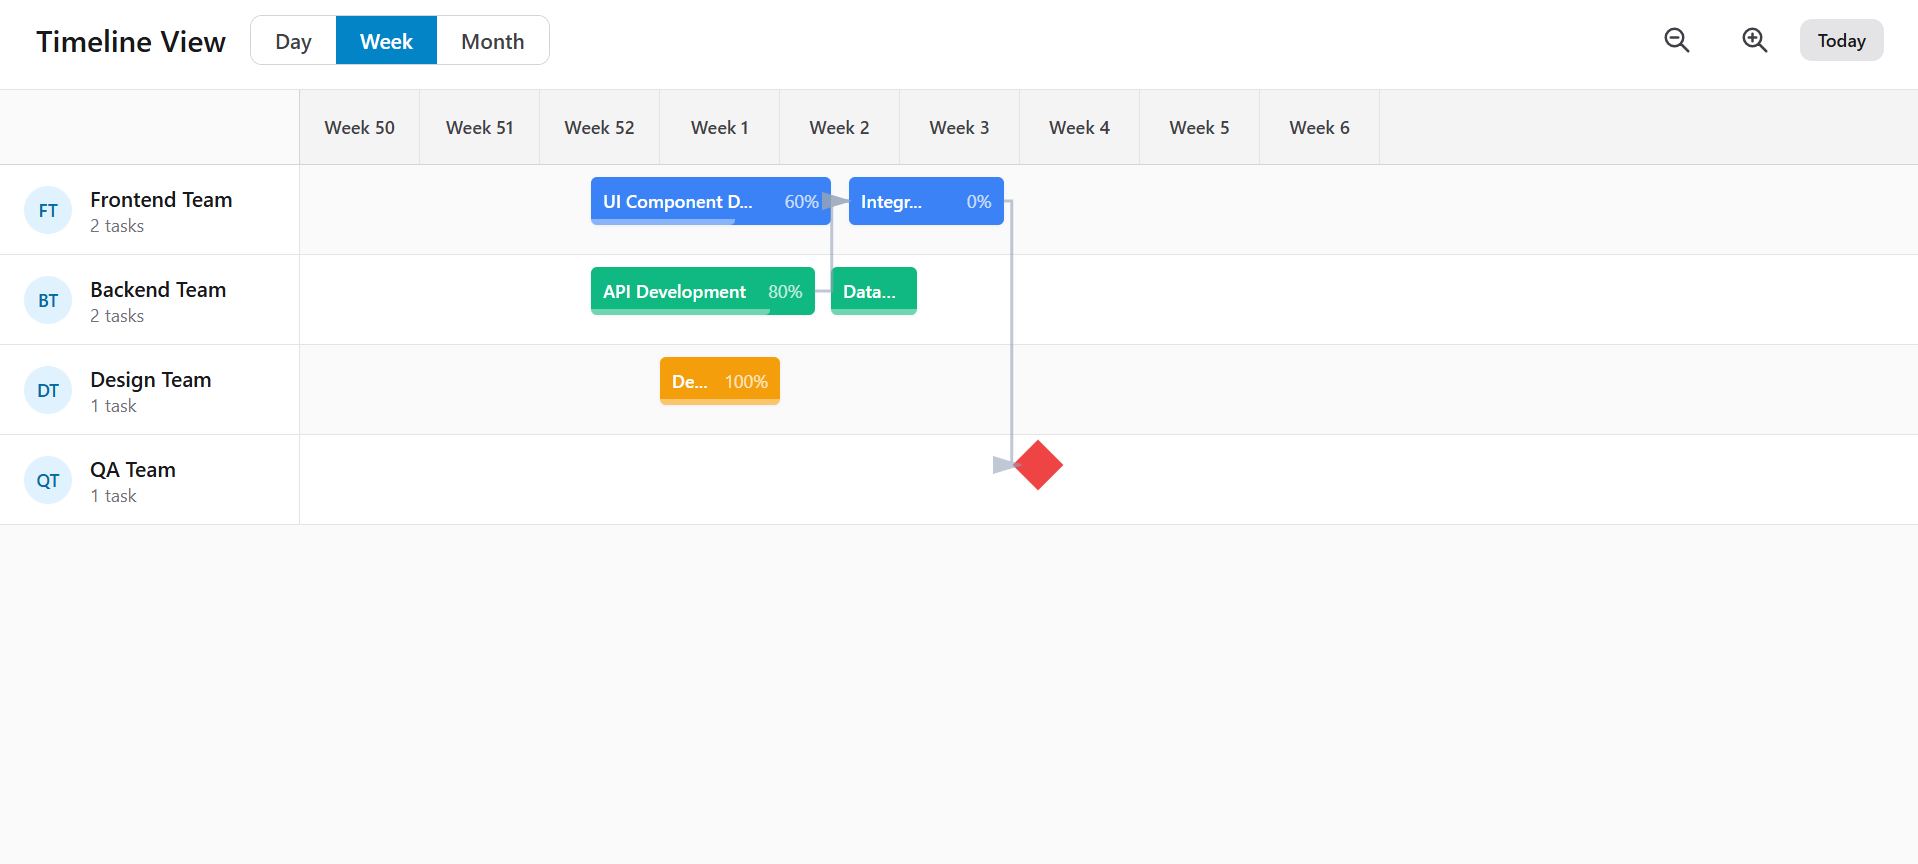 Timeline View
Day Week Month
Today
Week 50 Week 51 Week 52 Week 1 Week 2 Week 3 Week 4 Week 5 Week 6
FT Frontend Team
2 tasks
UI Component D... 60%
Integr... 0%
BT Backend Team
2 tasks
API Development 80%
Data...
DT Design Team
1 task
De... 100%
QT QA Team
1 task